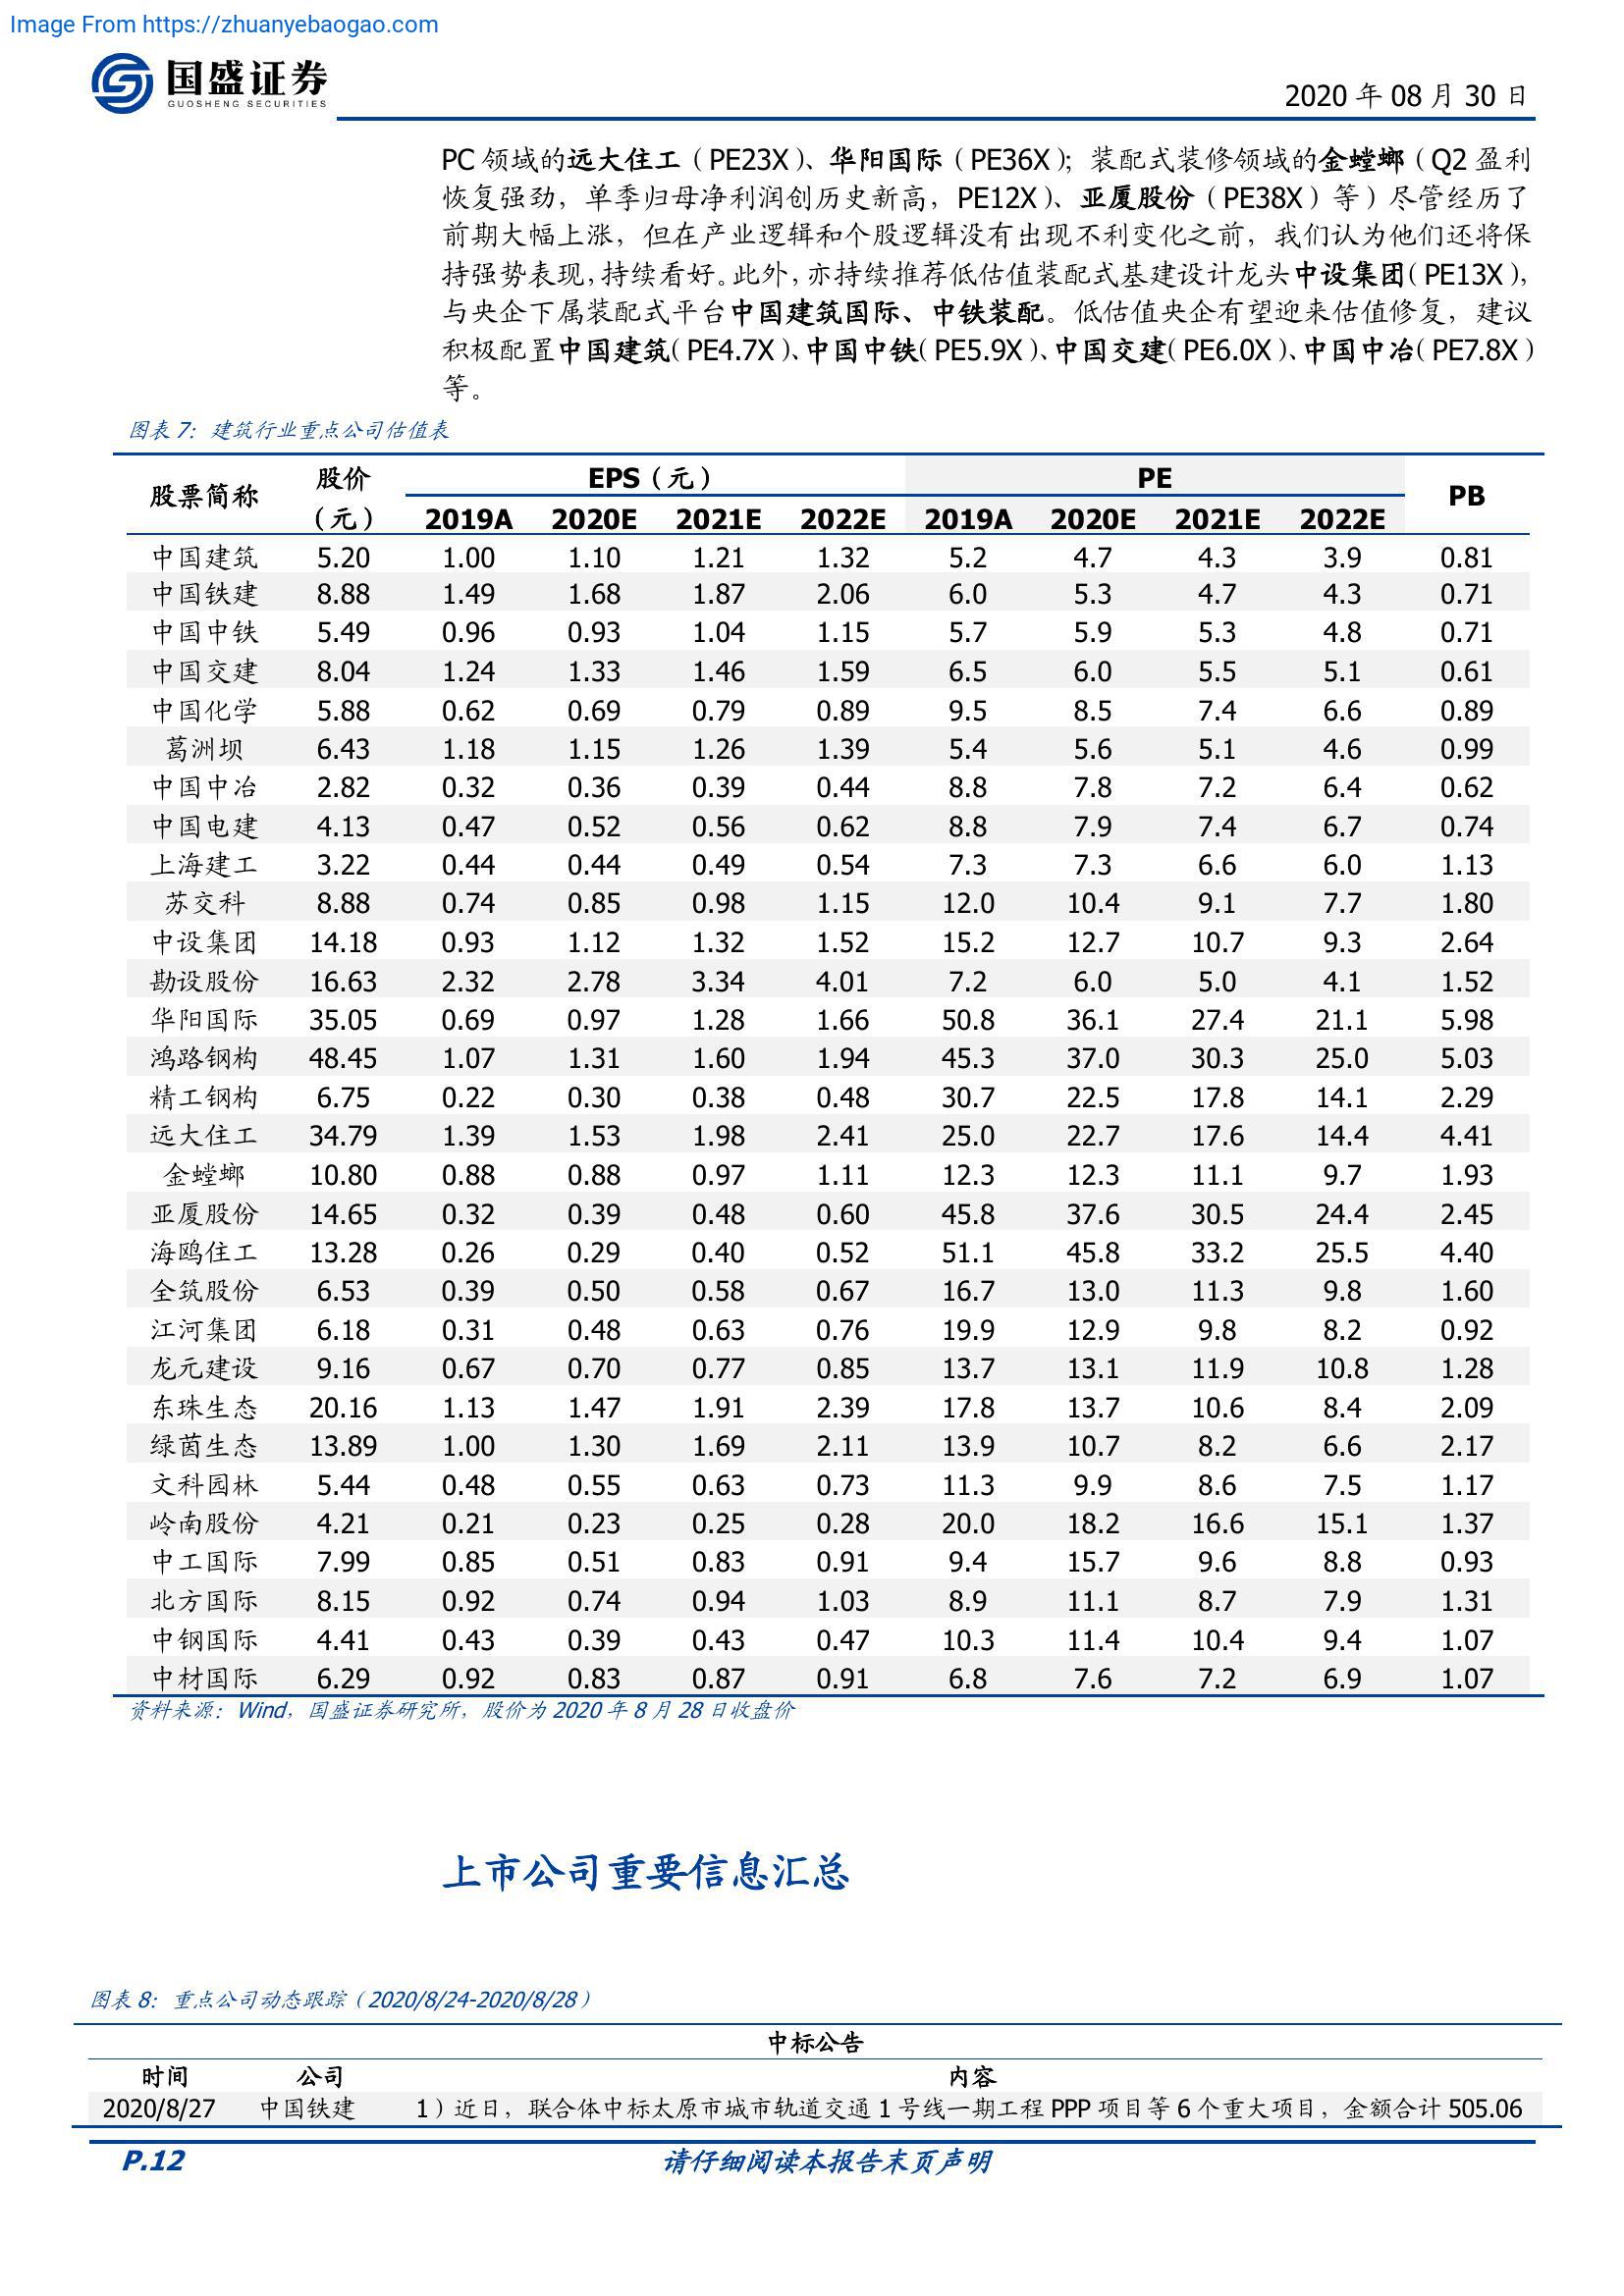 Image From https://zhuanyebaogao.com
国盛证券
GUOSHENG SECURITIES
2020 年 08 月 30 日
PC 领域的远大住工（PE23X）、华阳国际（PE36X）；装配式装修领域的金螳螂（Q2 盈利
恢复强劲，单季归母净利润创历史新高，PE12X）、亚厦股份（PE38X）等）尽管经历了
前期大幅上涨，但在产业逻辑和个股逻辑没有出现不利变化之前，我们认为他们还将保
持强势表现，持续看好。此外，亦持续推荐低估值装配式基建设计龙头中设集团（PE13X），
与央企下属装配式平台中国建筑国际、中铁装配。低估值央企有望迎来估值修复，建议
积极配置中国建筑（PE4.7X）、中国中铁（PE5.9X）、中国交建（PE6.0X）、中国中冶（PE7.8X）
等。
图表 7：建筑行业重点公司估值表
股票简称 股价（元） EPS（元） PE PB
2019A 2020E 2021E 2022E 2019A 2020E 2021E 2022E
中国建筑 5.20 1.00 1.10 1.21 1.32 5.2 4.7 4.3 3.9 0.81
中国铁建 8.88 1.49 1.68 1.87 2.06 6.0 5.3 4.7 4.3 0.71
中国中铁 5.49 0.96 0.93 1.04 1.15 5.7 5.9 5.3 4.8 0.71
中国交建 8.04 1.24 1.33 1.46 1.59 6.5 6.0 5.5 5.1 0.61
中国化学 5.88 0.62 0.69 0.79 0.89 9.5 8.5 7.4 6.6 0.89
葛洲坝 6.43 1.18 1.15 1.26 1.39 5.4 5.6 5.1 4.6 0.99
中国中冶 2.82 0.32 0.36 0.39 0.44 8.8 7.8 7.2 6.4 0.62
中国电建 4.13 0.47 0.52 0.56 0.62 8.8 7.9 7.4 6.7 0.74
上海建工 3.22 0.44 0.44 0.49 0.54 7.3 7.3 6.6 6.0 1.13
苏交科 8.88 0.74 0.85 0.98 1.15 12.0 10.4 9.1 7.7 1.80
中设集团 14.18 0.93 1.12 1.32 1.52 15.2 12.7 10.7 9.3 2.64
勘设股份 16.63 2.32 2.78 3.34 4.01 7.2 6.0 5.0 4.1 1.52
华阳国际 35.05 0.69 0.97 1.28 1.66 50.8 36.1 27.4 21.1 5.98
鸿路钢构 48.45 1.07 1.31 1.60 1.94 45.3 37.0 30.3 25.0 5.03
精工钢构 6.75 0.22 0.30 0.38 0.48 30.7 22.5 17.8 14.1 2.29
远大住工 34.79 1.39 1.53 1.98 2.41 25.0 22.7 17.6 14.4 4.41
金螳螂 10.80 0.88 0.88 0.97 1.11 12.3 12.3 11.1 9.7 1.93
亚厦股份 14.65 0.32 0.39 0.48 0.60 45.8 37.6 30.5 24.4 2.45
海鸥住工 13.28 0.26 0.29 0.40 0.52 51.1 45.8 33.2 25.5 4.40
全筑股份 6.53 0.39 0.50 0.58 0.67 16.7 13.0 11.3 9.8 1.60
江河集团 6.18 0.31 0.48 0.63 0.76 19.9 12.9 9.8 8.2 0.92
龙元建设 9.16 0.67 0.70 0.77 0.85 13.7 13.1 11.9 10.8 1.28
东珠生态 20.16 1.13 1.47 1.91 2.39 17.8 13.7 10.6 8.4 2.09
绿茵生态 13.89 1.00 1.30 1.69 2.11 13.9 10.7 8.2 6.6 2.17
文科园林 5.44 0.48 0.55 0.63 0.73 11.3 9.9 8.6 7.5 1.17
岭南股份 4.21 0.21 0.23 0.25 0.28 20.0 18.2 16.6 15.1 1.37
中工国际 7.99 0.85 0.51 0.83 0.91 9.4 15.7 9.6 8.8 0.93
北方国际 8.15 0.92 0.74 0.94 1.03 8.9 11.1 8.7 7.9 1.31
中钢国际 4.41 0.43 0.39 0.43 0.47 10.3 11.4 10.4 9.4 1.07
中材国际 6.29 0.92 0.83 0.87 0.91 6.8 7.6 7.2 6.9 1.07
资料来源：Wind，国盛证券研究所，股价为 2020 年 8 月 28 日收盘价
上市公司重要信息汇总
图表 8：重点公司动态跟踪（2020/8/24-2020/8/28）
中标公告
时间 公司 内容
2020/8/27 中国铁建 1）近日，联合体中标太原市城市轨道交通 1 号线一期工程 PPP 项目等 6 个重大项目，金额合计 505.06
P.12 请仔细阅读本报告末页声明